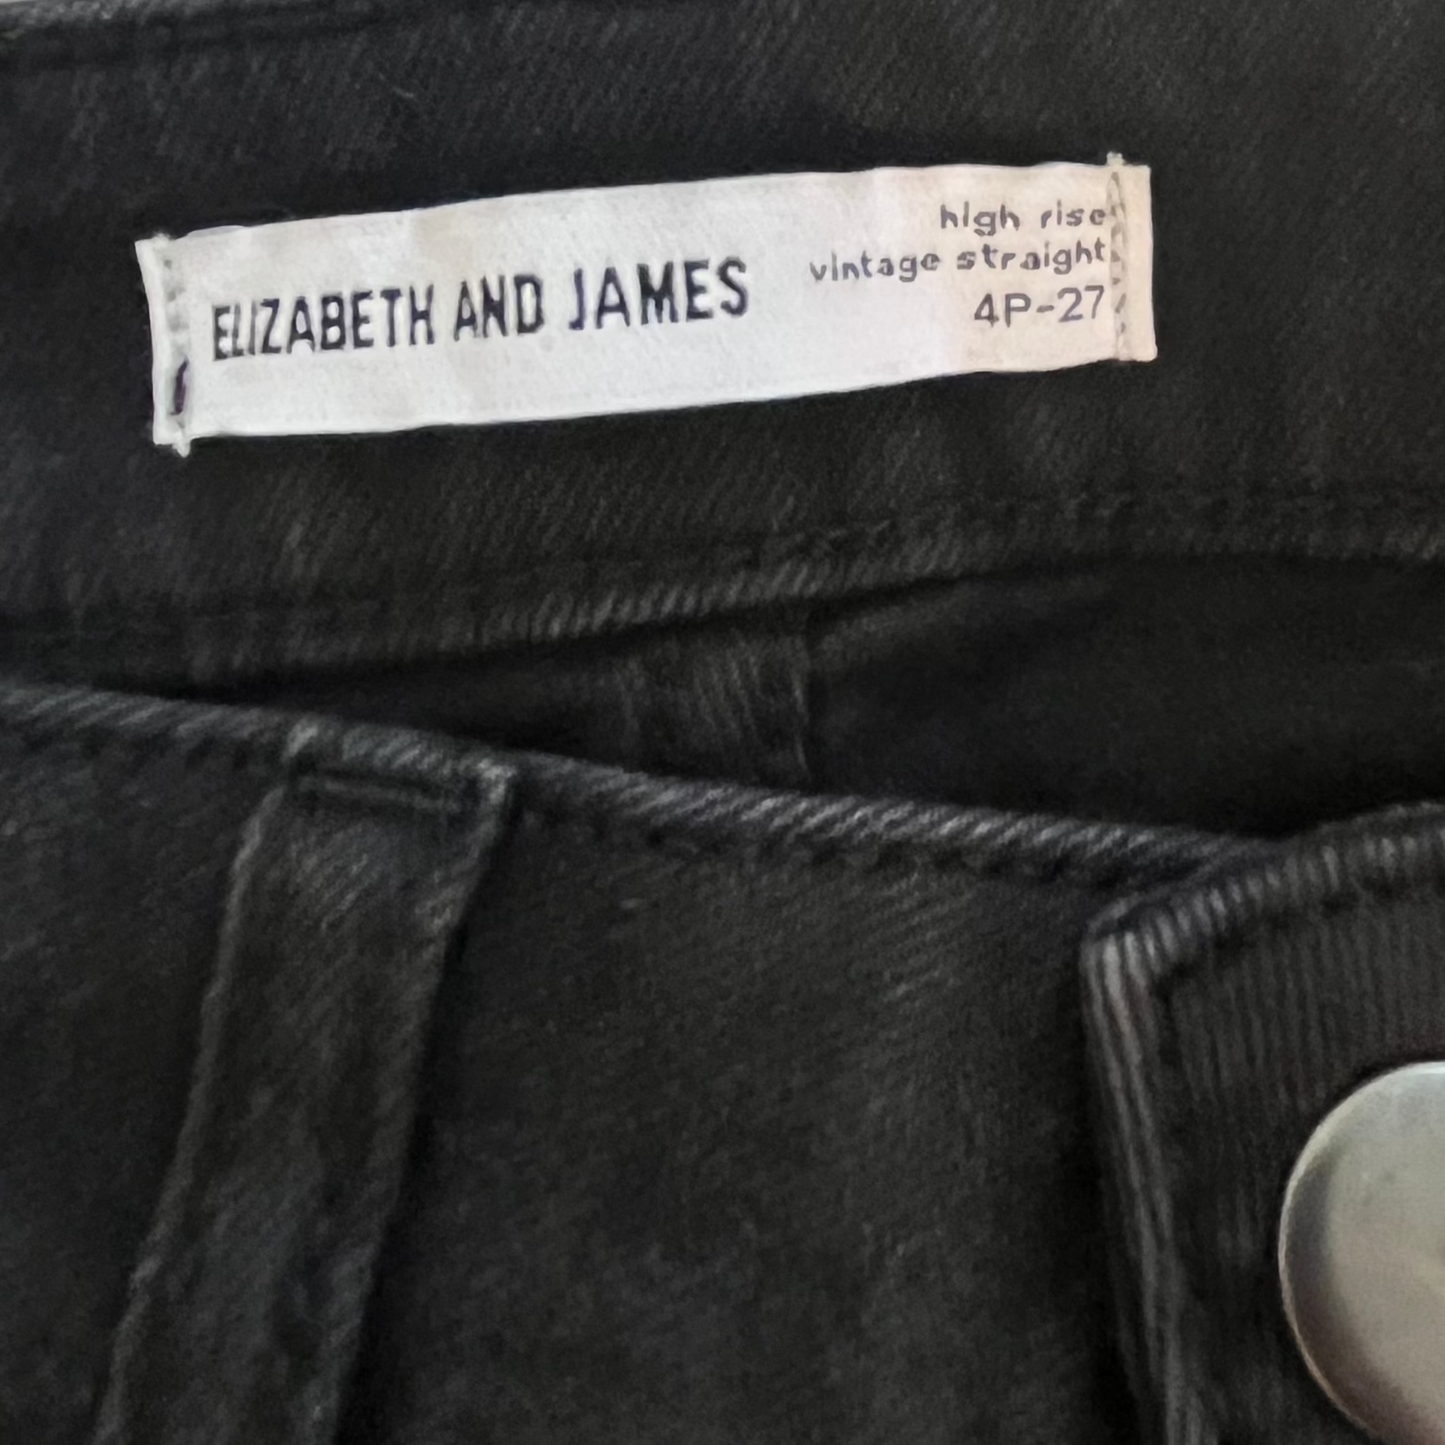 ELIZABETH AND JAMES
high rise
vintage straight
4P-27